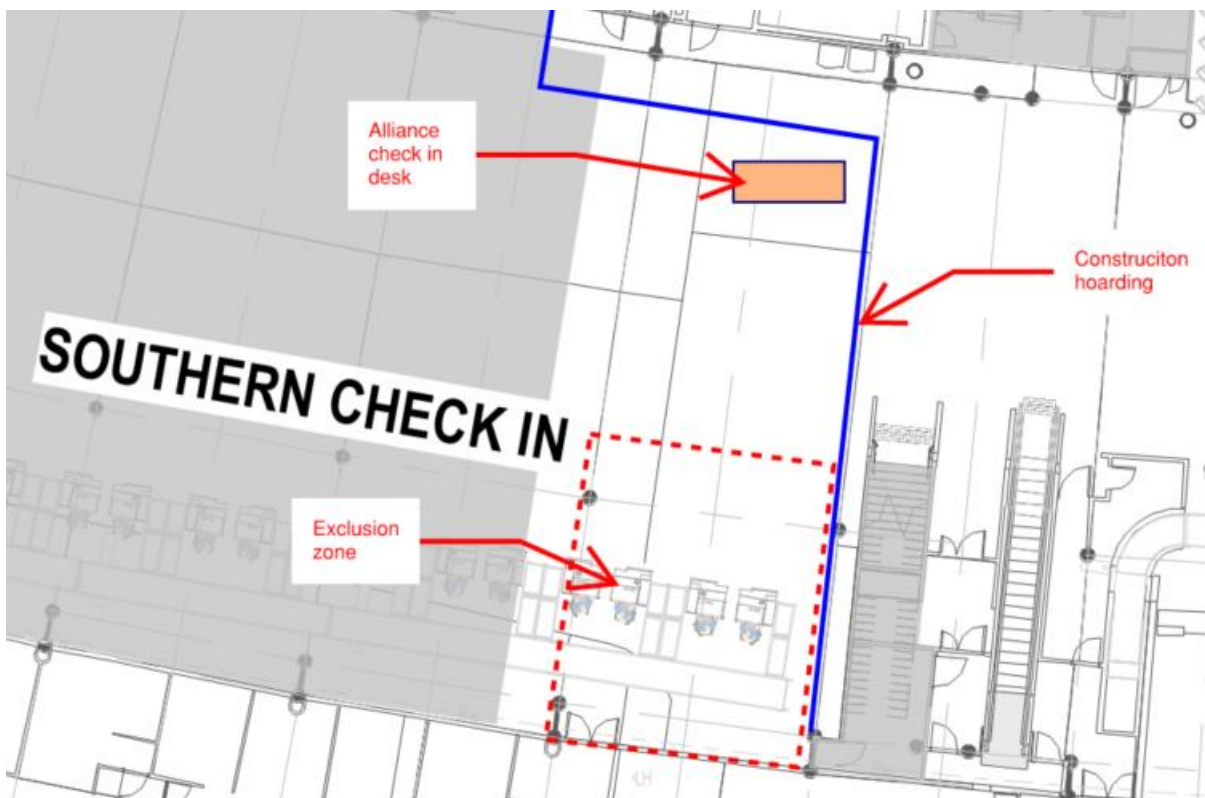 Alliance
check in
desk
Construciton
hoarding
SOUTHERN CHECK IN
Exclusion
zone